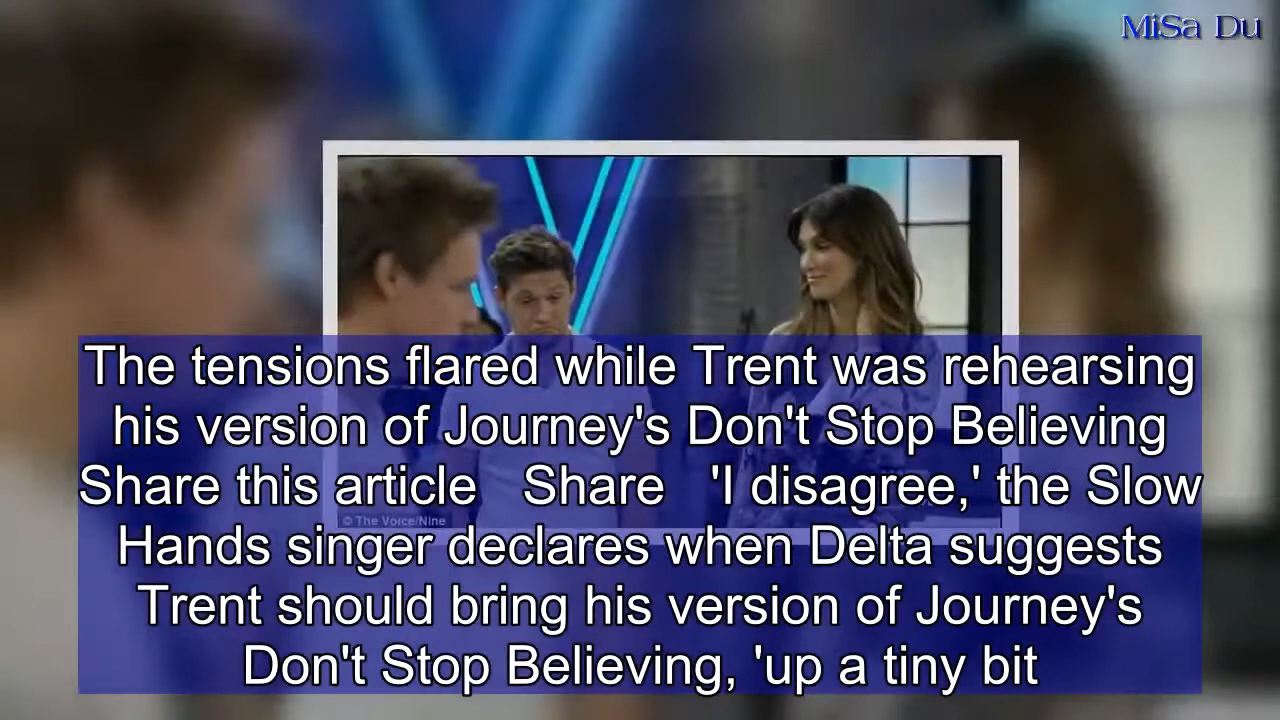 MiSa Du
The tensions flared while Trent was rehearsing
his version of Journey's Don't Stop Believing
Share this article Share 'I disagree,' the Slow
© The Voice/Nine
Hands singer declares when Delta suggests
Trent should bring his version of Journey's
Don't Stop Believing, 'up a tiny bit